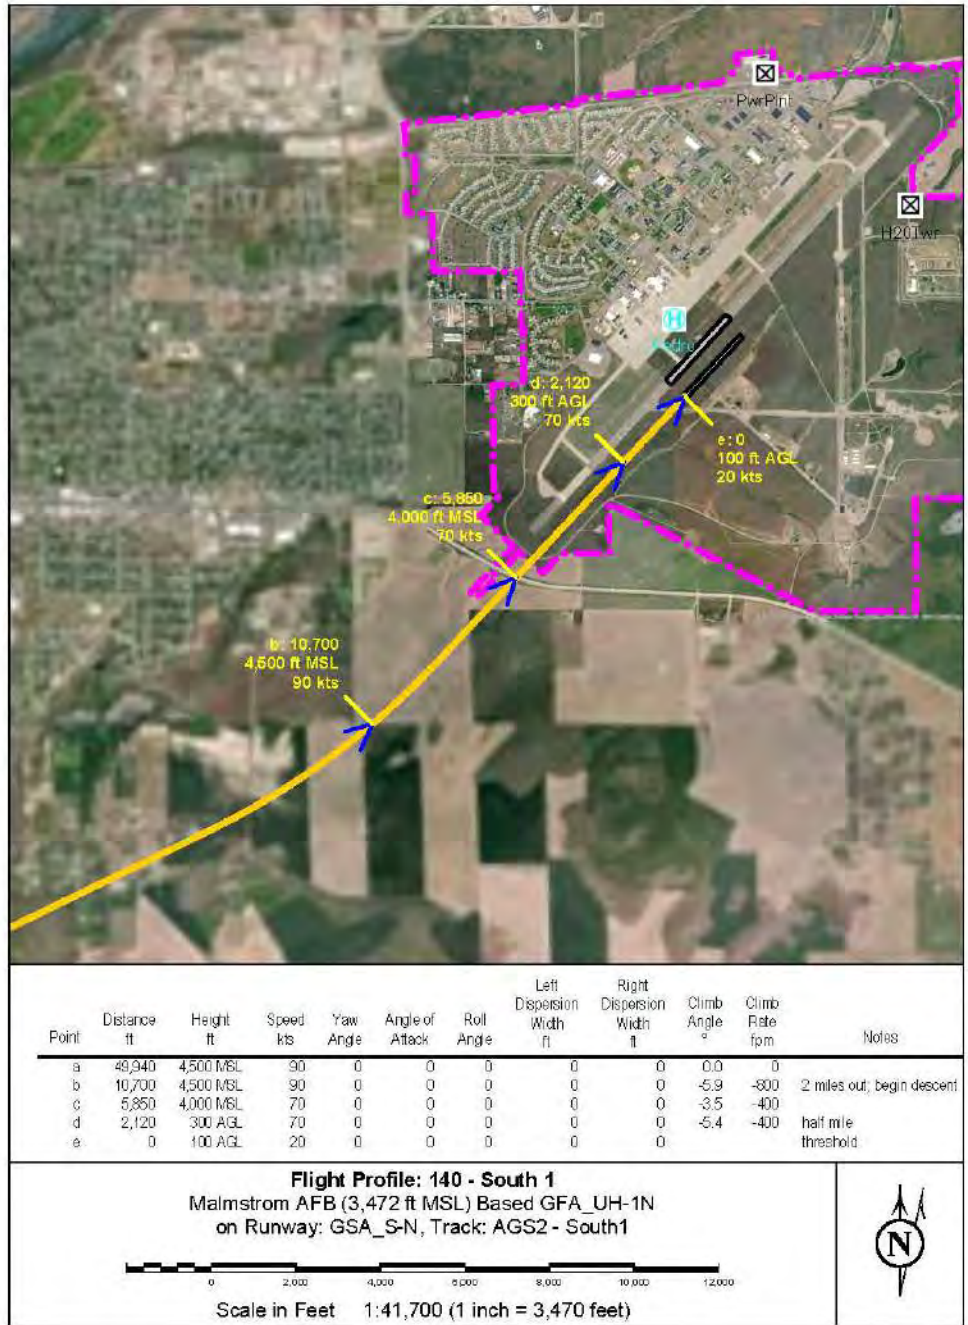 b
PwrPlnt
H20Twr
H
d: 2,120
300 ft AGL
70 kts
e: 0
100 ft AGL
20 kts
c: 5,850
4,000 ft MSL
70 kts
b: 10,700
4,500 ft MSL
90 kts
Point Distance ft Height ft Speed kts Yaw Angle Angle of Attack Roll Angle Left Dispersion Width ft Right Dispersion Width ft Climb Angle ° Climb Rate fpm Notes
a 49,940 4,500 MSL 90 0 0 0 0 0 0.0 0
b 10,700 4,500 MSL 90 0 0 0 0 0 -5.9 -800 2 miles out; begin descent
c 5,850 4,000 MSL 70 0 0 0 0 0 -3.5 -400
d 2,120 300 AGL 70 0 0 0 0 0 -5.4 -400 half mile
e 0 100 AGL 20 0 0 0 0 0 threshold
Flight Profile: 140 - South 1
Malmstrom AFB (3,472 ft MSL) Based GFA_UH-1N
on Runway: GSA_S-N, Track: AGS2 - South1
0 2,000 4,000 6,000 8,000 10,000 12,000
Scale in Feet 1:41,700 (1 inch = 3,470 feet)
N